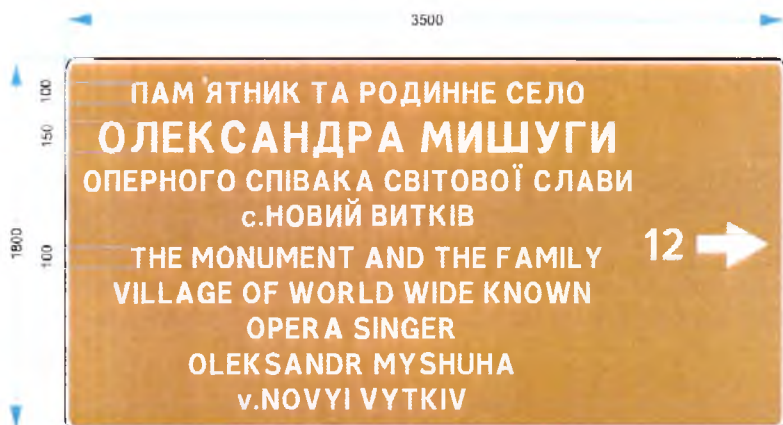 3500
1800
100
150
100
ПАМ'ЯТНИК ТА РОДИННЕ СЕЛО
ОЛЕКСАНДРА МИШУГИ
ОПЕРНОГО СПІВАКА СВІТОВОЇ СЛАВИ
с.НОВИЙ ВИТКІВ
12
THE MONUMENT AND THE FAMILY
VILLAGE OF WORLD WIDE KNOWN
OPERA SINGER
OLEKSANDR MYSHUHA
v.NOVYI VYTKIV